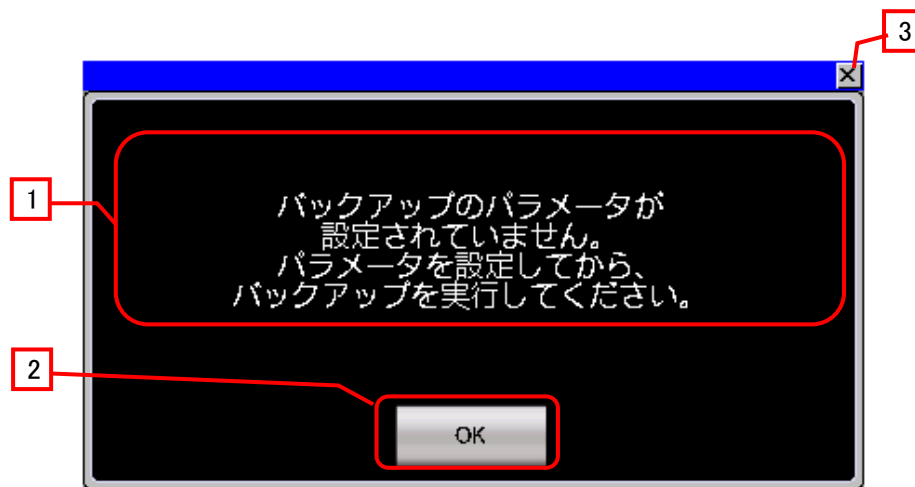 3
1
バックアップのパラメータが
設定されていません。
パラメータを設定してから、
バックアップを実行してください。
2
OK